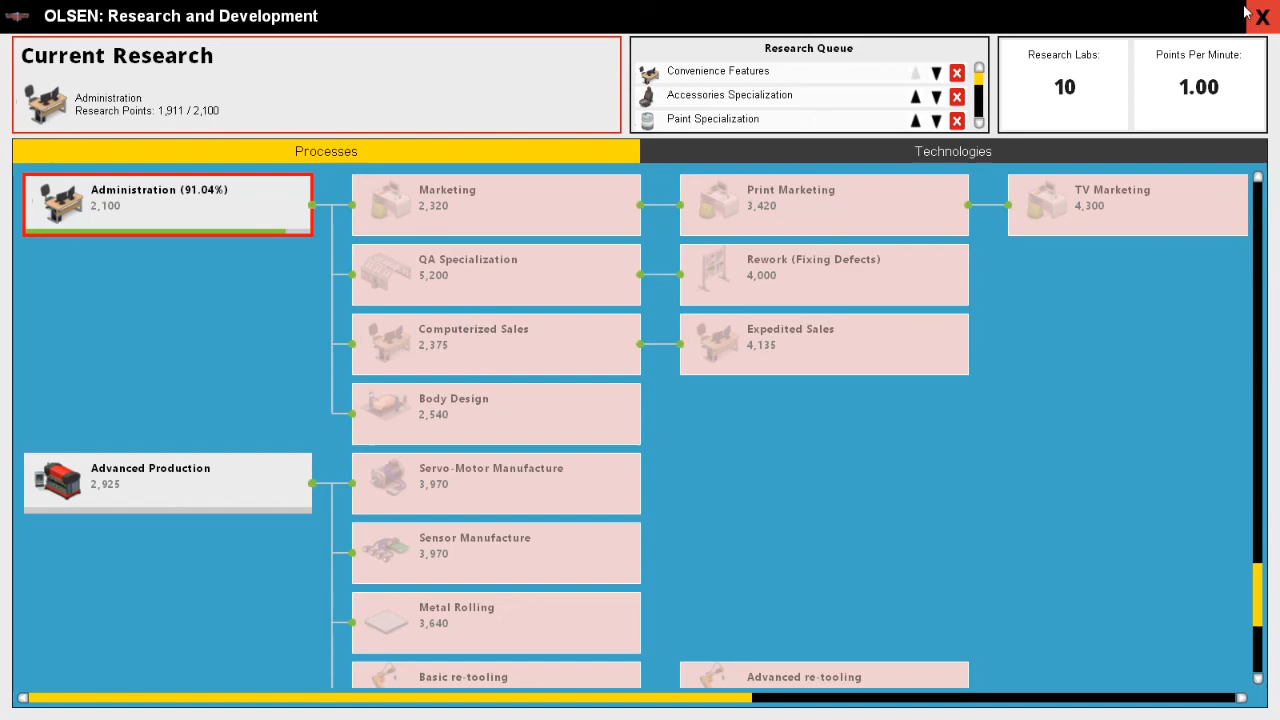 OLSEN: Research and Development
X
Current Research
Administration
Research Points: 1,911 / 2,100
Research Queue
Convenience Features
Accessories Specialization
Paint Specialization
Research Labs:
10
Points Per Minute:
1.00
Processes
Technologies
Administration (91.04%)
2,100
Marketing
2,320
Print Marketing
3,420
TV Marketing
4,300
QA Specialization
5,200
Rework (Fixing Defects)
4,000
Computerized Sales
2,375
Expedited Sales
4,135
Body Design
2,540
Advanced Production
2,925
Servo-Motor Manufacture
3,970
Sensor Manufacture
3,970
Metal Rolling
3,640
Basic re-tooling
Advanced re-tooling